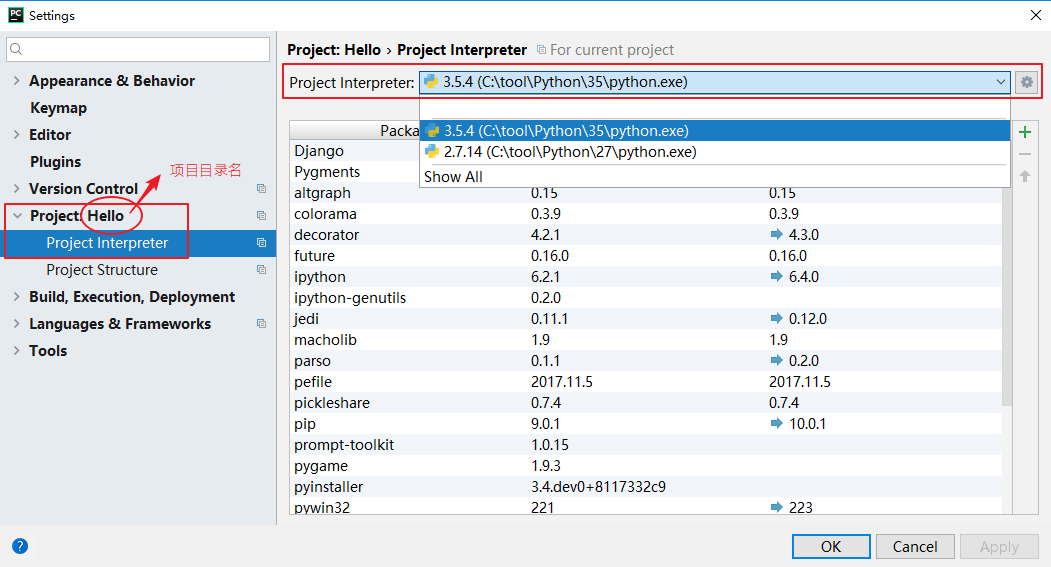 PC Settings
Project: Hello › Project Interpreter For current project
Project Interpreter: 3.5.4 (C:\tool\Python\35\python.exe)
3.5.4 (C:\tool\Python\35\python.exe)
2.7.14 (C:\tool\Python\27\python.exe)
Show All
Appearance & Behavior
Keymap
Editor
Plugins
Version Control
项目目录名
Project: Hello
Project Interpreter
Project Structure
Build, Execution, Deployment
Languages & Frameworks
Tools
Packa
Django
Pygments
altgraph 0.15 0.15
colorama 0.3.9 0.3.9
decorator 4.2.1 4.3.0
future 0.16.0 0.16.0
ipython 6.2.1 6.4.0
ipython-genutils 0.2.0
jedi 0.11.1 0.12.0
macholib 1.9 1.9
parso 0.1.1 0.2.0
pefile 2017.11.5 2017.11.5
pickleshare 0.7.4 0.7.4
pip 9.0.1 10.0.1
prompt-toolkit 1.0.15
pygame 1.9.3
pyinstaller 3.4.dev0+8117332c9
pywin32 221 223
? OK Cancel Apply